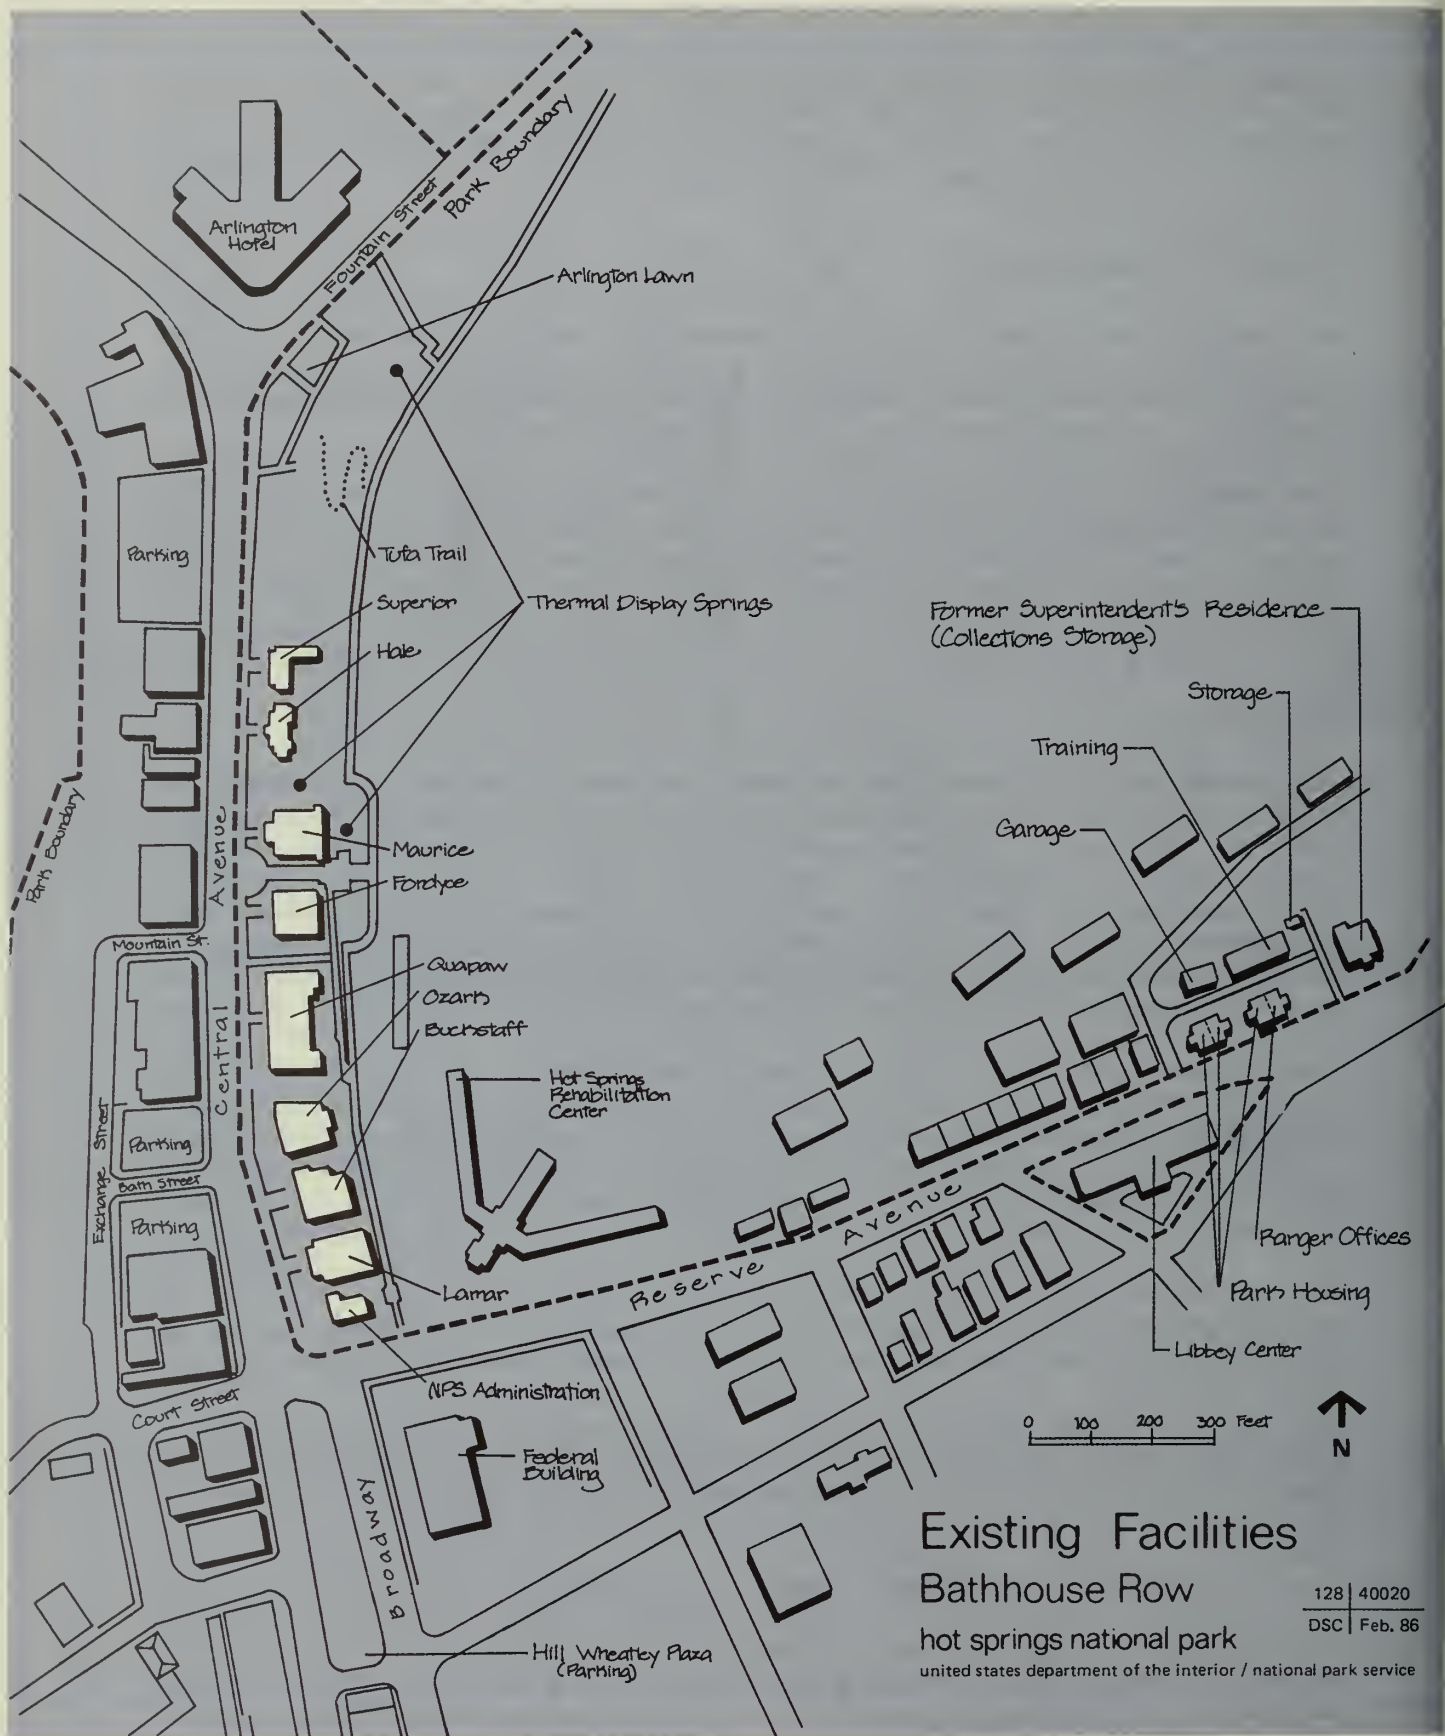 Park Boundary
Fountain Street
Arlington
Hotel
Arlington Lawn
Parking
Tufa Trail
Superior
Thermal Display Springs
Hale
Former Superintendent's Residence
(Collections Storage)
Storage
Training
Garage
Park Boundary
Avenue
Central
Maurice
Fordyce
Mountain St.
Quapaw
Ozark
Buckstaff
Hot Springs
Rehabilitation
Center
Exchange Street
Parking
Bath Street
Parking
Lamar
Reserve Avenue
Ranger Offices
Park Housing
Libbey Center
NPS Administration
Court Street
Federal
Building
Broadway
Hill Wheatley Plaza
(Parking)
0 100 200 300 Feet
N
Existing Facilities
Bathhouse Row
hot springs national park
united states department of the interior / national park service
128 | 40020
DSC | Feb. 86